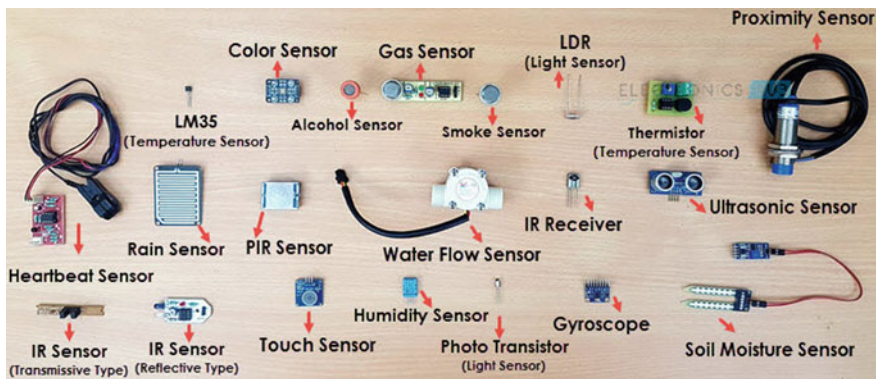 Proximity Sensor
Color Sensor
Gas Sensor
LDR
(Light Sensor)
LM35
(Temperature Sensor)
Alcohol Sensor
Smoke Sensor
Thermistor
(Temperature Sensor)
ELECTRONICS HUB
Heartbeat Sensor
Rain Sensor
PIR Sensor
Water Flow Sensor
IR Receiver
Ultrasonic Sensor
IR Sensor
(Transmissive Type)
IR Sensor
(Reflective Type)
Touch Sensor
Humidity Sensor
Photo Transistor
(Light Sensor)
Gyroscope
Soil Moisture Sensor